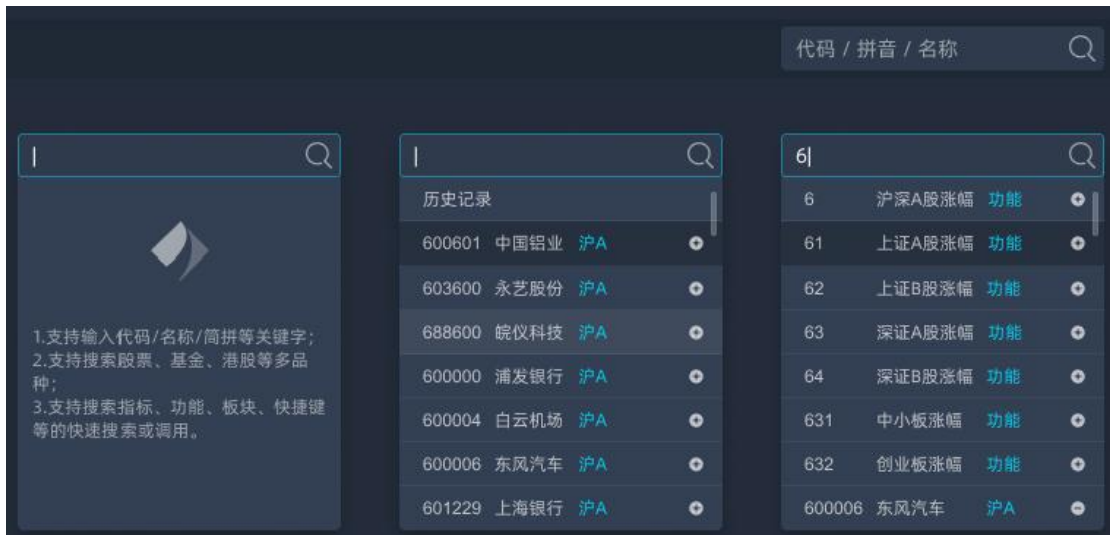 代码 / 拼音 / 名称
1.支持输入代码/名称/简拼等关键字;
2.支持搜索股票、基金、港股等多品
种;
3.支持搜索指标、功能、板块、快捷键
等的快速搜索或调用。
历史记录
600601 中国铝业 沪A
603600 永艺股份 沪A
688600 皖仪科技 沪A
600000 浦发银行 沪A
600004 白云机场 沪A
600006 东风汽车 沪A
601229 上海银行 沪A
6
6 沪深A股涨幅 功能
61 上证A股涨幅 功能
62 上证B股涨幅 功能
63 深证A股涨幅 功能
64 深证B股涨幅 功能
631 中小板涨幅 功能
632 创业板涨幅 功能
600006 东风汽车 沪A